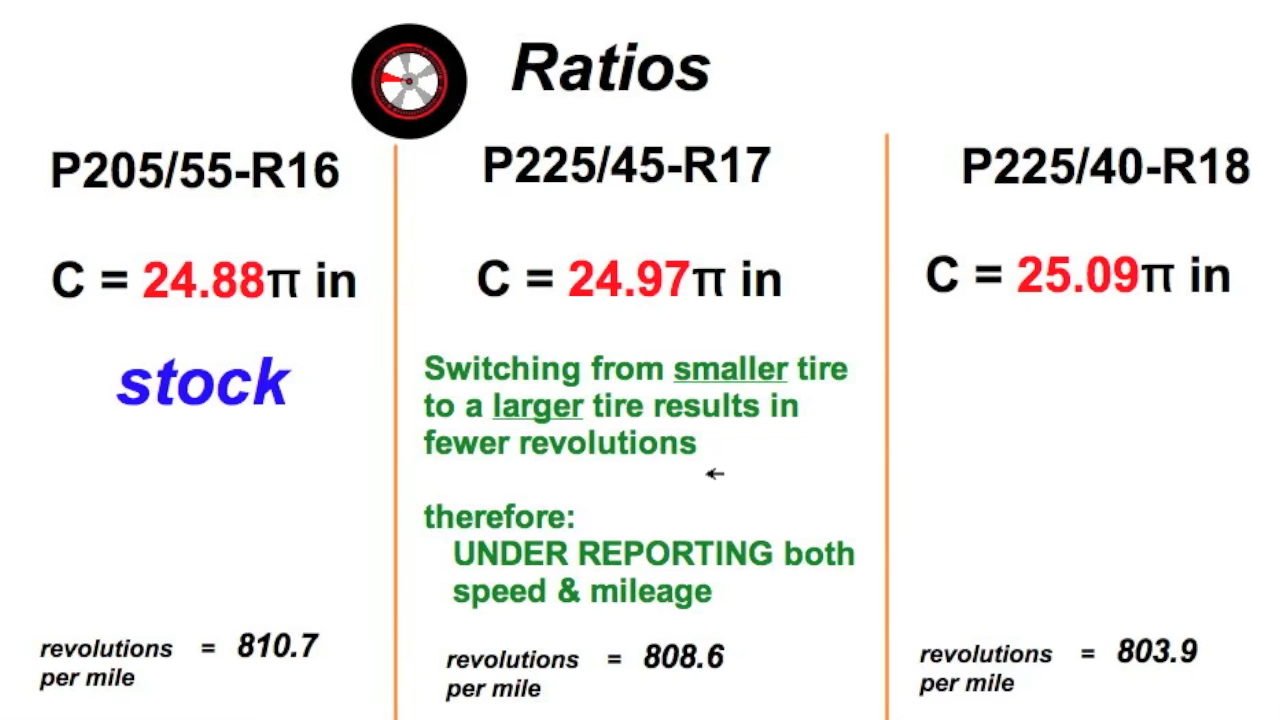 Ratios
P205/55-R16
C = 24.88π in
stock
revolutions = 810.7
per mile
P225/45-R17
C = 24.97π in
Switching from smaller tire
to a larger tire results in
fewer revolutions
therefore:
UNDER REPORTING both
speed & mileage
revolutions = 808.6
per mile
P225/40-R18
C = 25.09π in
revolutions = 803.9
per mile